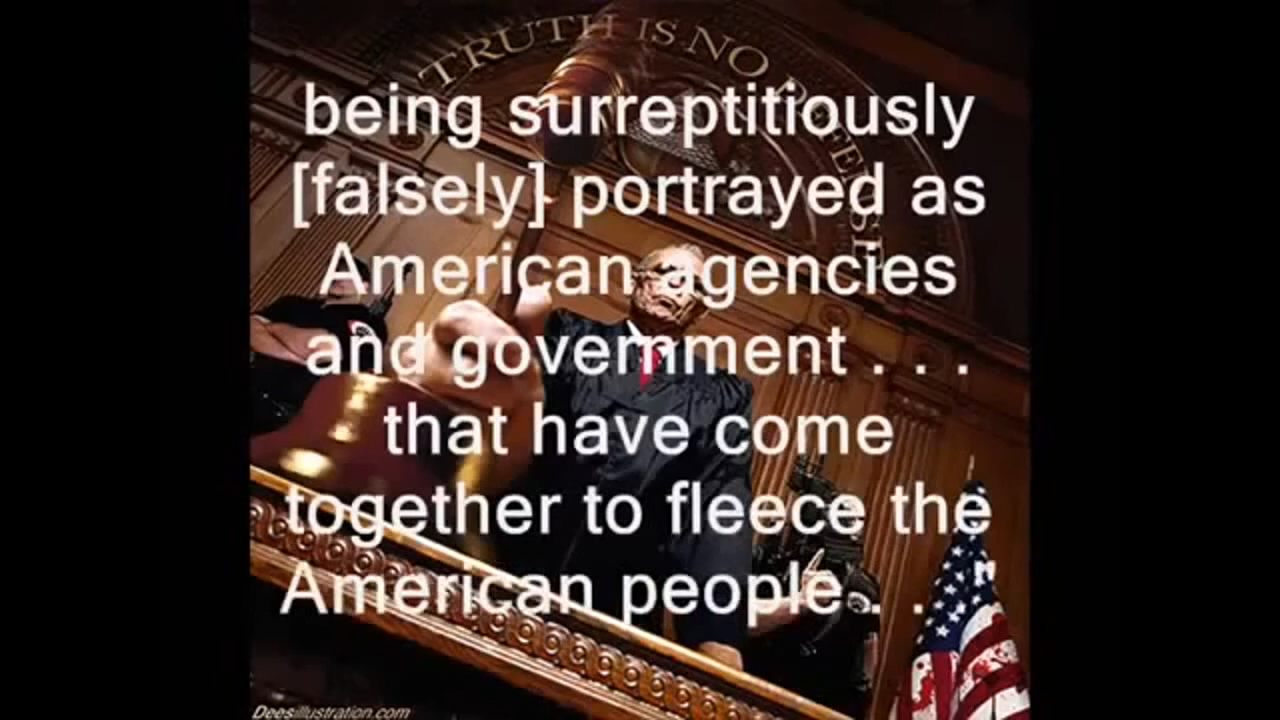 TRUTH IS NO DEFENSE
being surreptitiously
[falsely] portrayed as
American agencies
and government . . .
that have come
together to fleece the
American people . . "
Deesillustration.com